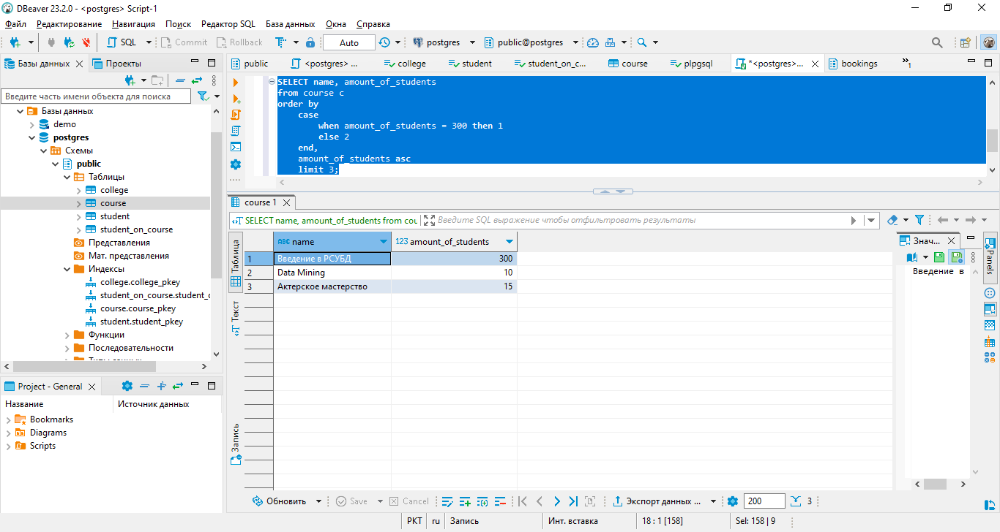 DBeaver 23.2.0 - <postgres> Script-1
Файл Редактирование Навигация Поиск Редактор SQL База данных Окна Справка
SQL Commit Rollback Auto postgres public@postgres
Базы данных Проекты
public <postgres> ... college student student_on_c... course plpgsql *<postgres>... bookings »1
Введите часть имени объекта для поиска
Базы данных
demo
postgres
Схемы
public
Таблицы
college
course
student
student_on_course
Представления
Мат. представления
Индексы
college.college_pkey
student_on_course.student_c
course.course_pkey
student.student_pkey
Функции
Последовательности
Типы данных
Project - General
Название Источник данных
Bookmarks
Diagrams
Scripts
SELECT name, amount_of_students
from course c
order by
case
when amount_of_students = 300 then 1
else 2
end,
amount_of_students asc
limit 3;
course 1
SELECT name, amount_of_students from cou
Введите SQL выражение чтобы отфильтровать результаты
Таблица
Текст
Запись
ABC name 123 amount_of_students
1 Введение в РСУБД 300
2 Data Mining 10
3 Актерское мастерство 15
Знач...
Введение в
Panels
Обновить Save Cancel Экспорт данных ... 200 3
РКТ ru Запись Инт. вставка 18 : 1 [158] Sel: 158 | 9